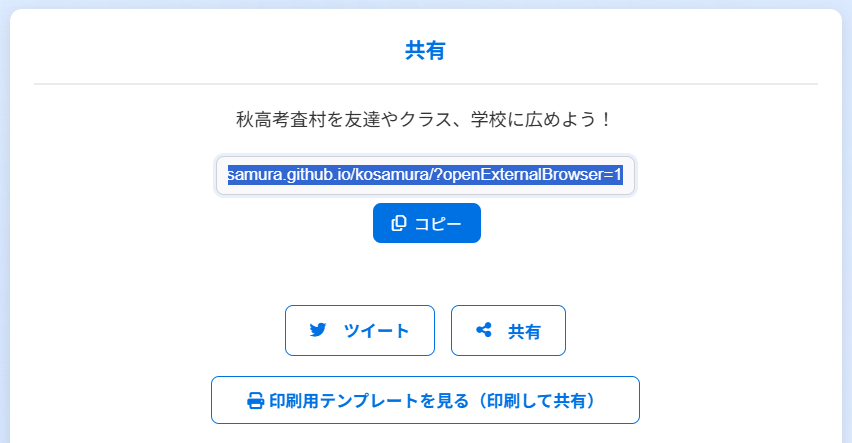 共有
秋高考査村を友達やクラス、学校に広めよう！
samura.github.io/kosamura/?openExternalBrowser=1
コピー
ツイート
共有
印刷用テンプレートを見る（印刷して共有）